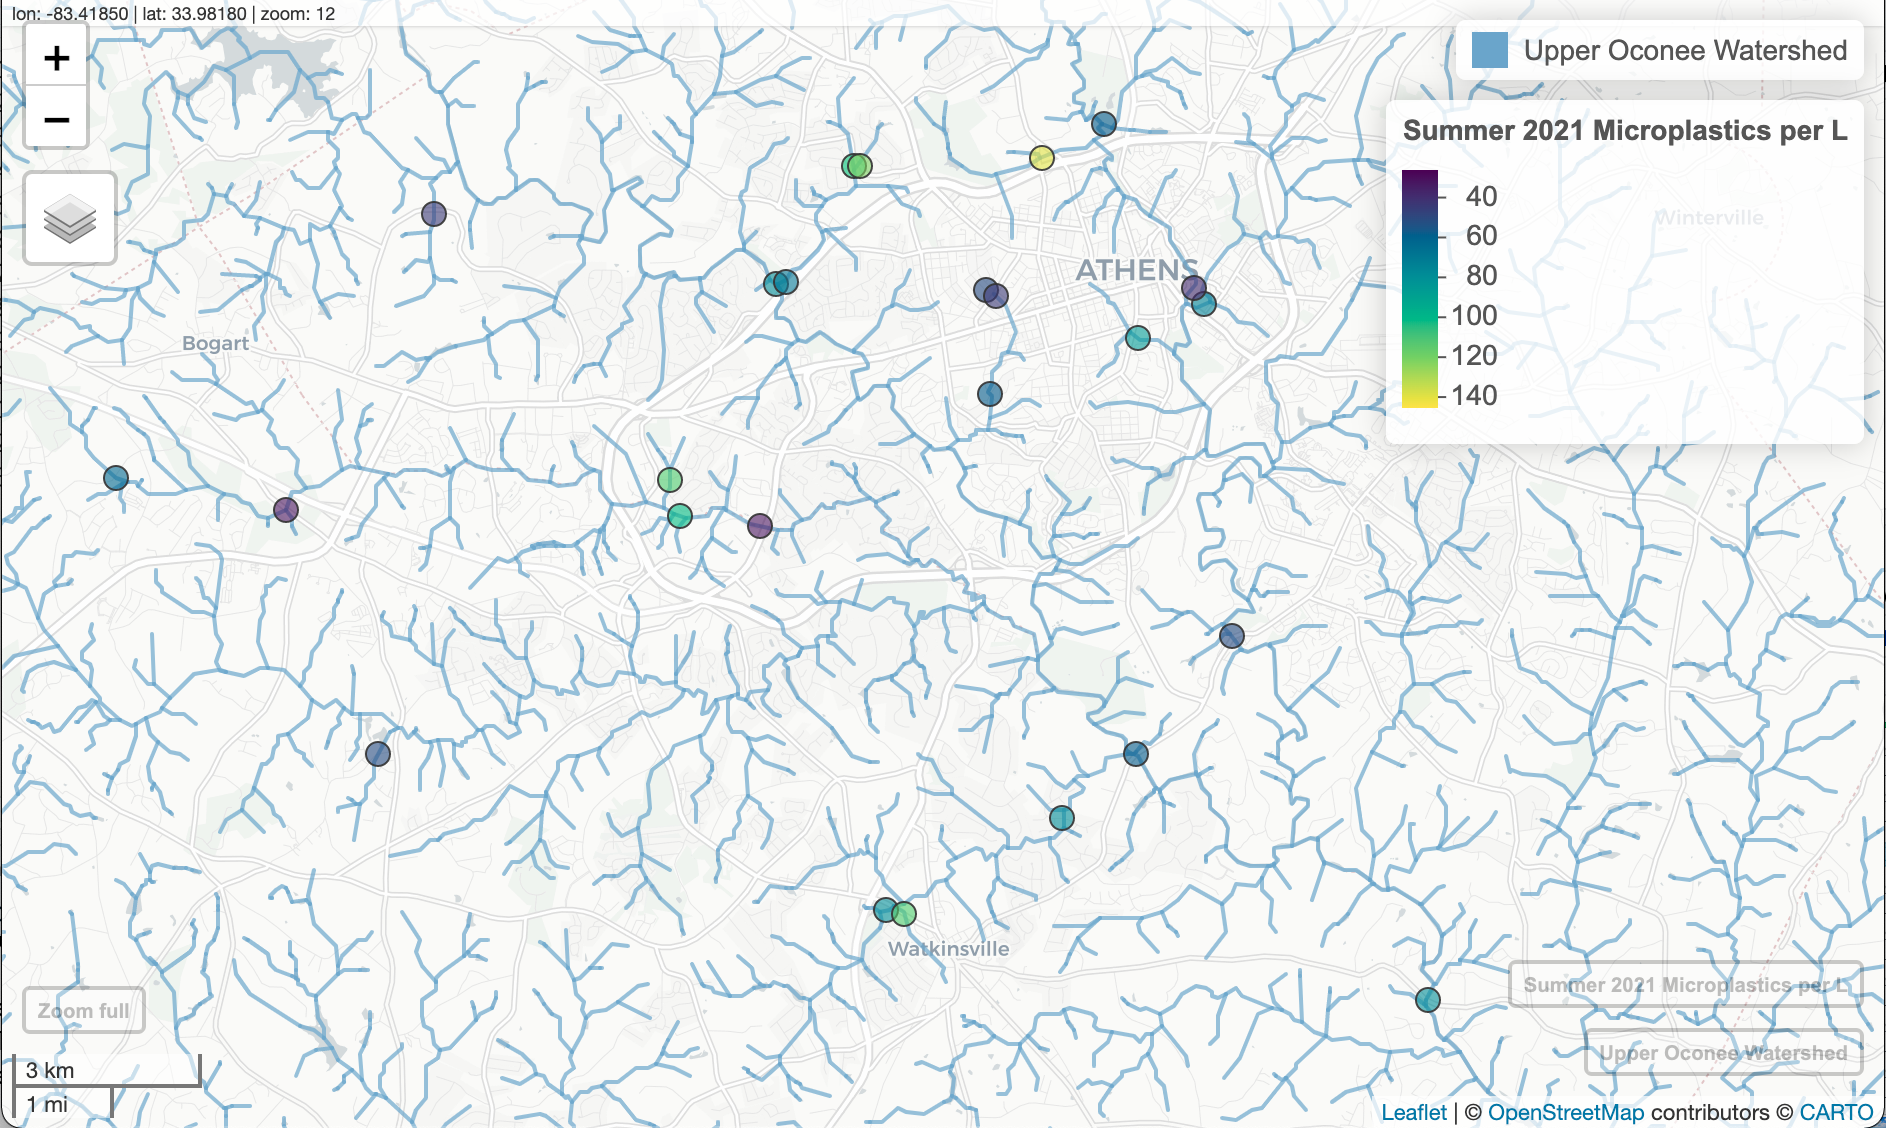 lon: -83.41850 | lat: 33.98180 | zoom: 12
+
−
Upper Oconee Watershed
Summer 2021 Microplastics per L
40
60
80
100
120
140
Winterville
ATHENS
Bogart
Watkinsville
Summer 2021 Microplastics per L
Zoom full
Upper Oconee Watershed
3 km
1 mi
Leaflet | © OpenStreetMap contributors © CARTO